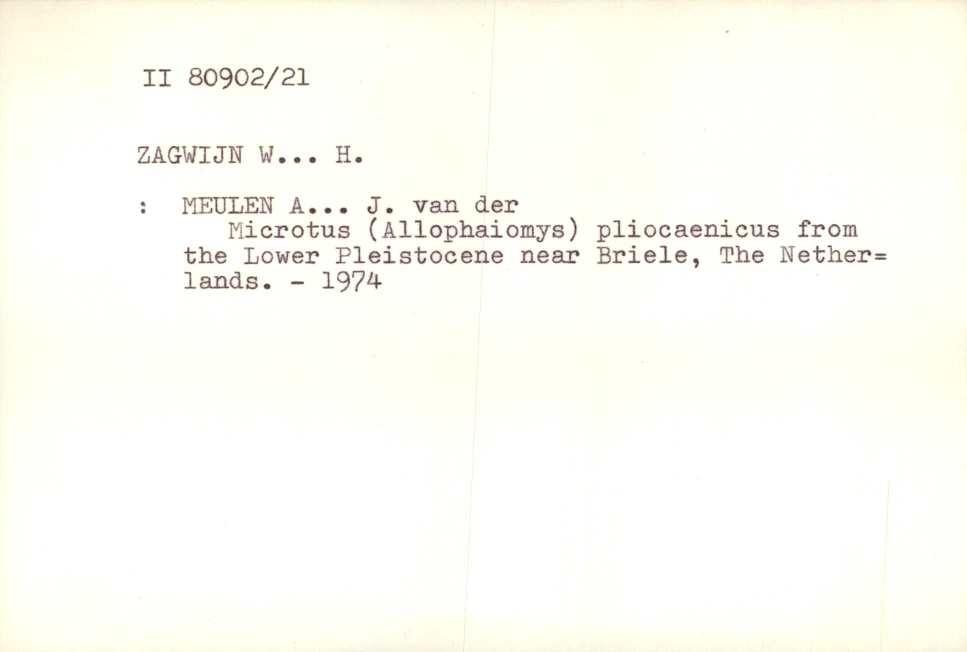 II 80902/21
ZAGWIJN W... H.
: MEULEN A... J. van der
Microtus (Allophaiomys) pliocaenicus from
the Lower Pleistocene near Briele, The Nether=
lands. - 1974